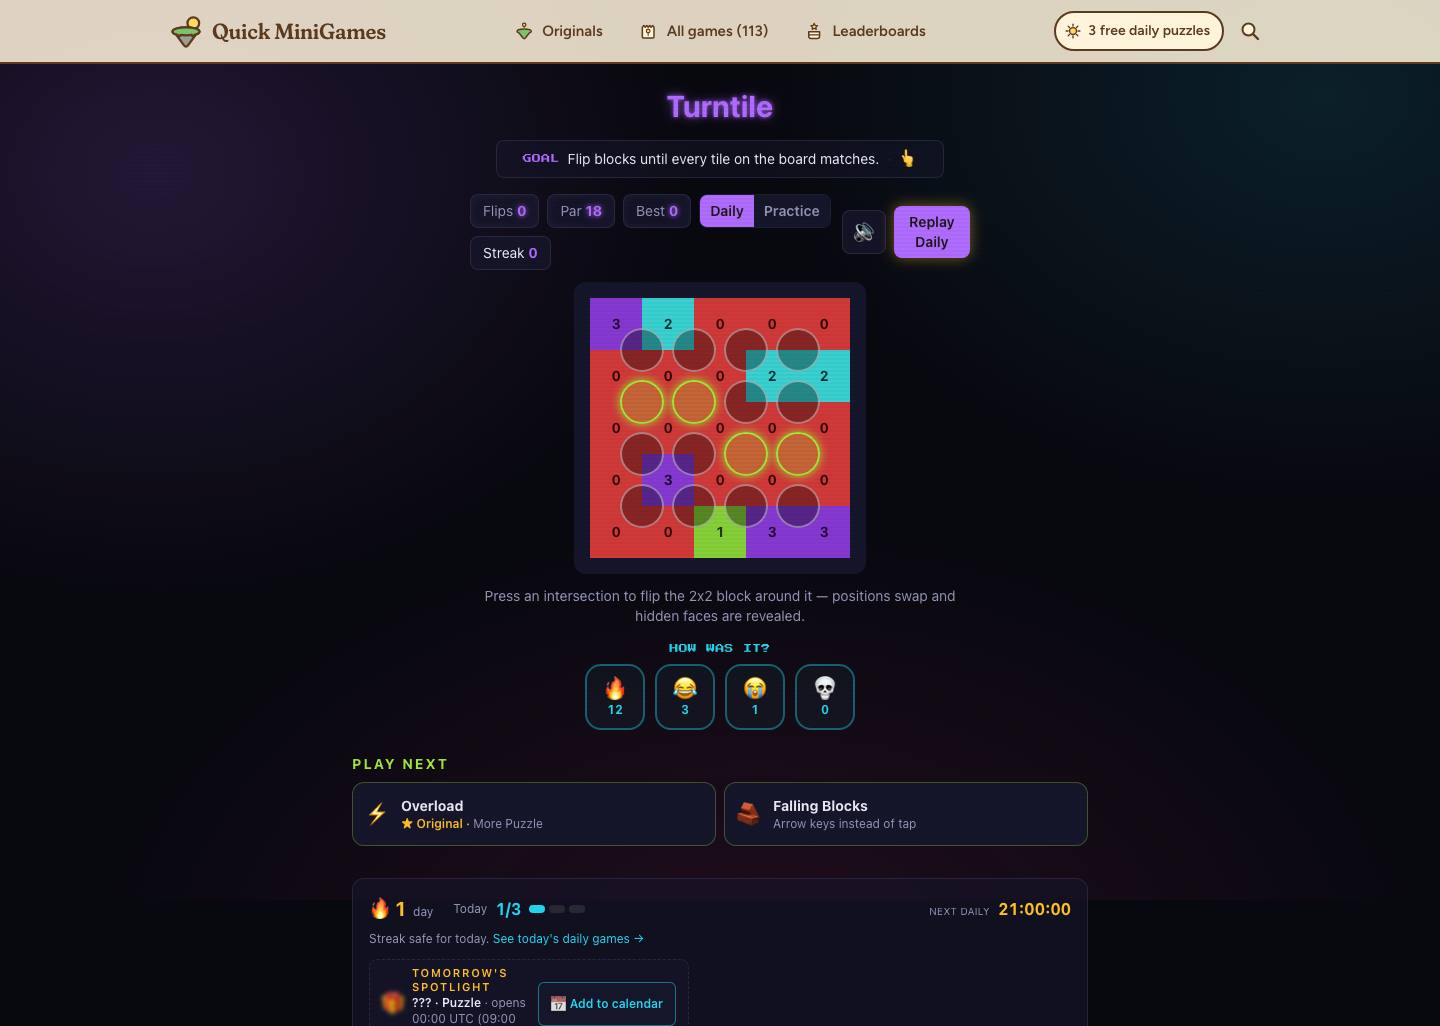 Quick MiniGames
Originals
All games (113)
Leaderboards
3 free daily puzzles
Turntile
GOAL Flip blocks until every tile on the board matches.
Flips 0
Par 18
Best 0
Daily
Practice
Streak 0
Replay
Daily
3 2 0 0 0
0 0 0 2 2
0 0 0 0 0
0 3 0 0 0
0 0 1 3 3
Press an intersection to flip the 2x2 block around it — positions swap and
hidden faces are revealed.
HOW WAS IT?
12
3
1
0
PLAY NEXT
Overload
Original · More Puzzle
Falling Blocks
Arrow keys instead of tap
1 day
Today 1/3
NEXT DAILY 21:00:00
Streak safe for today. See today's daily games →
TOMORROW'S
SPOTLIGHT
??? · Puzzle · opens
00:00 UTC (09:00
Add to calendar